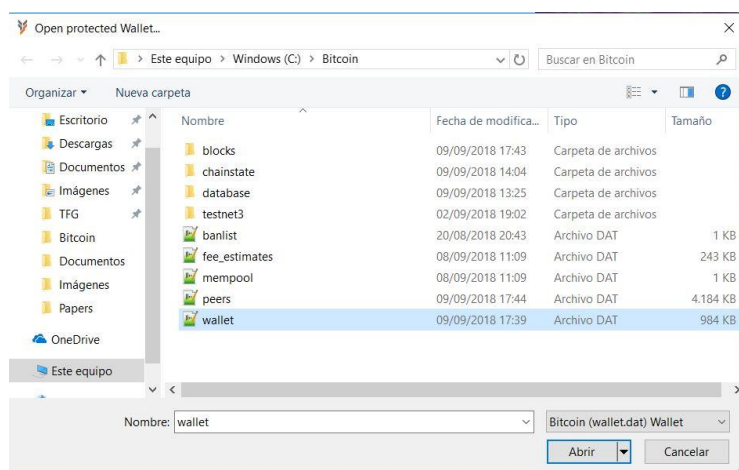 Open protected Wallet...
Este equipo > Windows (C:) > Bitcoin
Buscar en Bitcoin
Organizar
Nueva carpeta
Escritorio
Descargas
Documentos
Imágenes
TFG
Bitcoin
Documentos
Imágenes
Papers
OneDrive
Este equipo
Nombre Fecha de modifica... Tipo Tamaño
blocks 09/09/2018 17:43 Carpeta de archivos
chainstate 09/09/2018 14:04 Carpeta de archivos
database 09/09/2018 13:25 Carpeta de archivos
testnet3 02/09/2018 19:02 Carpeta de archivos
banlist 20/08/2018 20:43 Archivo DAT 1 KB
fee_estimates 08/09/2018 11:09 Archivo DAT 243 KB
mempool 08/09/2018 11:09 Archivo DAT 1 KB
peers 09/09/2018 17:44 Archivo DAT 4.184 KB
wallet 09/09/2018 17:39 Archivo DAT 984 KB
Nombre: wallet
Bitcoin (wallet.dat) Wallet
Abrir
Cancelar